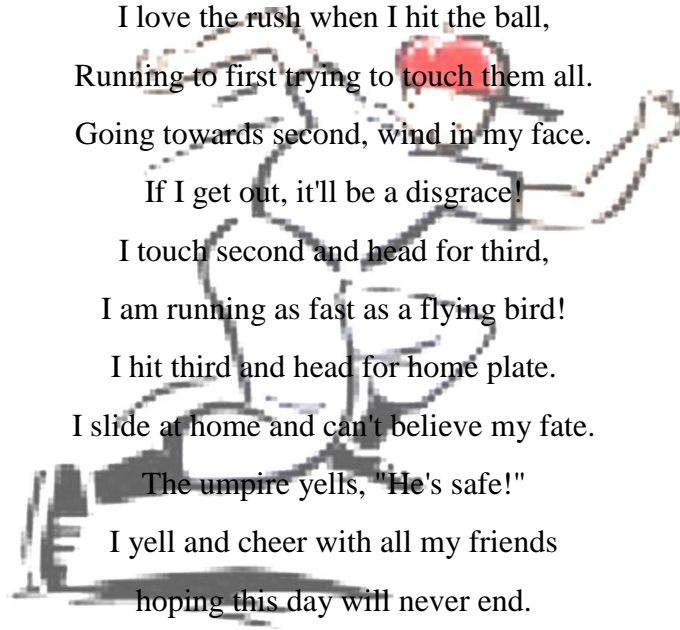 I love the rush when I hit the ball,
Running to first trying to touch them all.
Going towards second, wind in my face.
If I get out, it'll be a disgrace!
I touch second and head for third,
I am running as fast as a flying bird!
I hit third and head for home plate.
I slide at home and can't believe my fate.
The umpire yells, "He's safe!"
I yell and cheer with all my friends
hoping this day will never end.